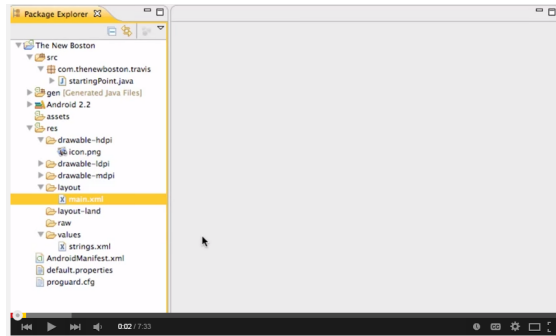 Package Explorer
The New Boston
src
com.thenewboston.travis
startingPoint.java
gen [Generated Java Files]
Android 2.2
assets
res
drawable-hdpi
icon.png
drawable-ldpi
drawable-mdpi
layout
main.xml
layout-land
raw
values
strings.xml
AndroidManifest.xml
default.properties
proguard.cfg
0:02 / 7:33